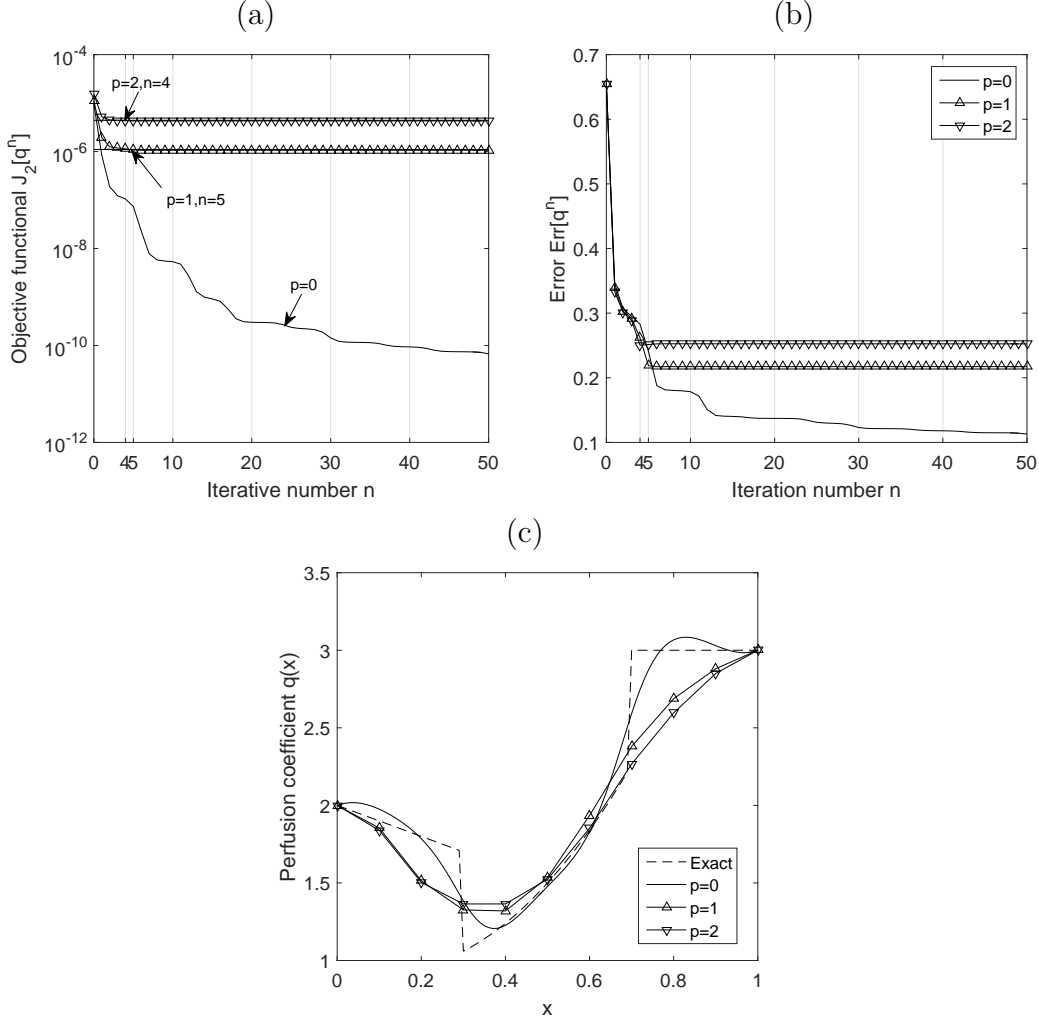 (a)
10^-4
10^-6
10^-8
10^-10
10^-12
Objective functional J_2[q^n]
p=2,n=4
p=1,n=5
p=0
0 4 5 10 20 30 40 50
Iterative number n
(b)
0.7
0.6
0.5
0.4
0.3
0.2
0.1
Error Err[q^n]
p=0
p=1
p=2
0 4 5 10 20 30 40 50
Iteration number n
(c)
3.5
3
2.5
2
1.5
1
Perfusion coefficient q(x)
Exact
p=0
p=1
p=2
0 0.2 0.4 0.6 0.8 1
x